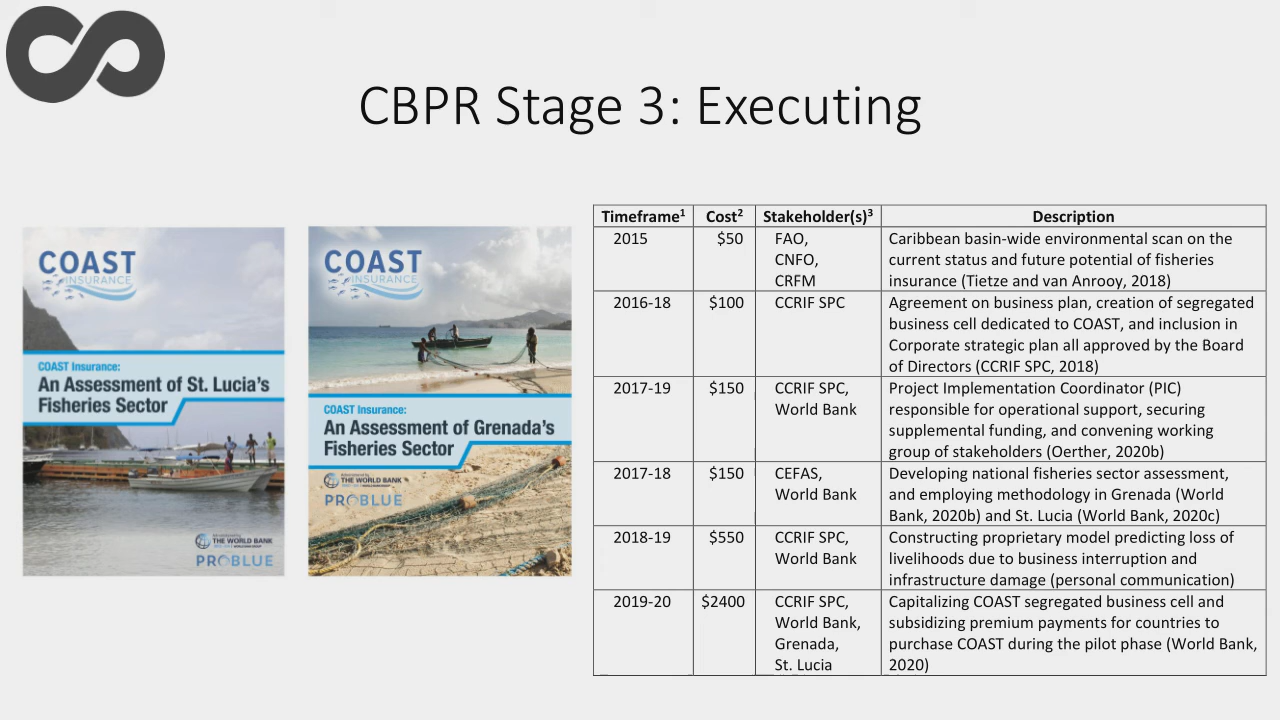 CBPR Stage 3: Executing
COAST
INSURANCE
COAST Insurance:
An Assessment of St. Lucia's
Fisheries Sector
THE WORLD BANK
PROBLUE
COAST
INSURANCE
COAST Insurance:
An Assessment of Grenada's
Fisheries Sector
THE WORLD BANK
PROBLUE
Timeframe¹ Cost² Stakeholder(s)³ Description
2015 $50 FAO, Caribbean basin-wide environmental scan on the
CNFO, current status and future potential of fisheries
CRFM insurance (Tietze and van Anrooy, 2018)
2016-18 $100 CCRIF SPC Agreement on business plan, creation of segregated
business cell dedicated to COAST, and inclusion in
Corporate strategic plan all approved by the Board
of Directors (CCRIF SPC, 2018)
2017-19 $150 CCRIF SPC, Project Implementation Coordinator (PIC)
World Bank responsible for operational support, securing
supplemental funding, and convening working
group of stakeholders (Oerther, 2020b)
2017-18 $150 CEFAS, Developing national fisheries sector assessment,
World Bank and employing methodology in Grenada (World
Bank, 2020b) and St. Lucia (World Bank, 2020c)
2018-19 $550 CCRIF SPC, Constructing proprietary model predicting loss of
World Bank livelihoods due to business interruption and
infrastructure damage (personal communication)
2019-20 $2400 CCRIF SPC, Capitalizing COAST segregated business cell and
World Bank, subsidizing premium payments for countries to
Grenada, purchase COAST during the pilot phase (World Bank,
St. Lucia 2020)